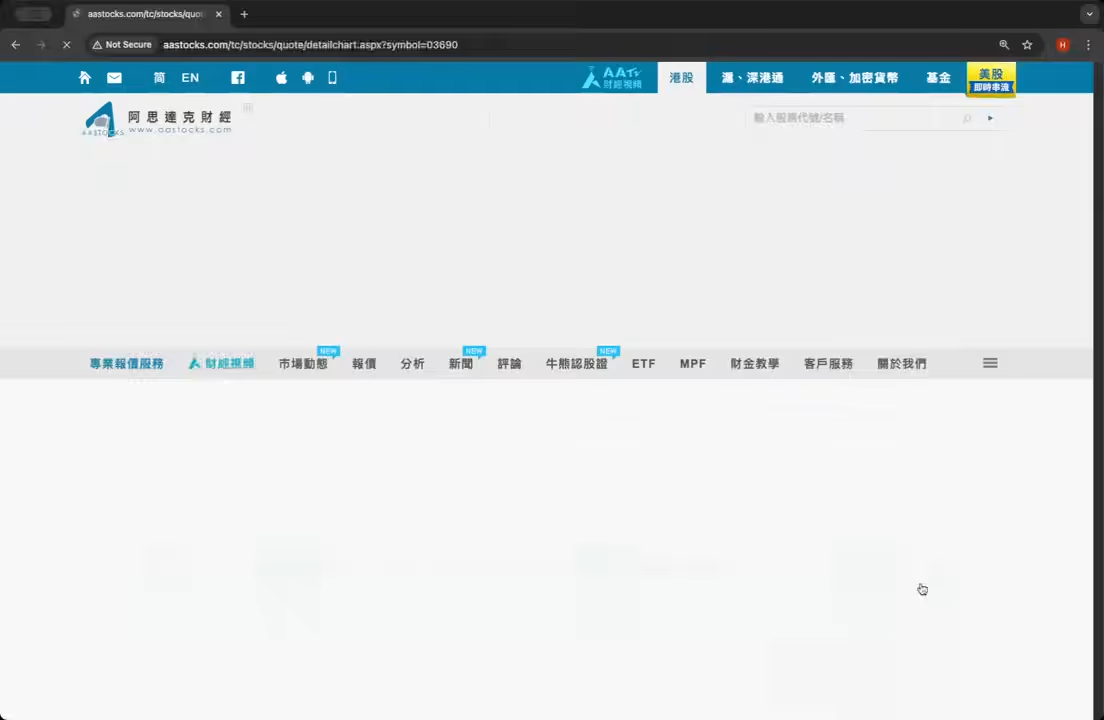 aastocks.com/tc/stocks/quo
Not Secure
aastocks.com/tc/stocks/quote/detailchart.aspx?symbol=03690
H
简
EN
AATV
財經視頻
港股
滬、深港通
外匯、加密貨幣
基金
美股
即時串流
AASTOCKS
阿思達克財經
www.aastocks.com
輸入股票代號/名稱
專業報價服務
財經視頻
市場動態
NEW
報價
分析
新聞
NEW
評論
牛熊認股證
NEW
ETF
MPF
財金教學
客戶服務
關於我們